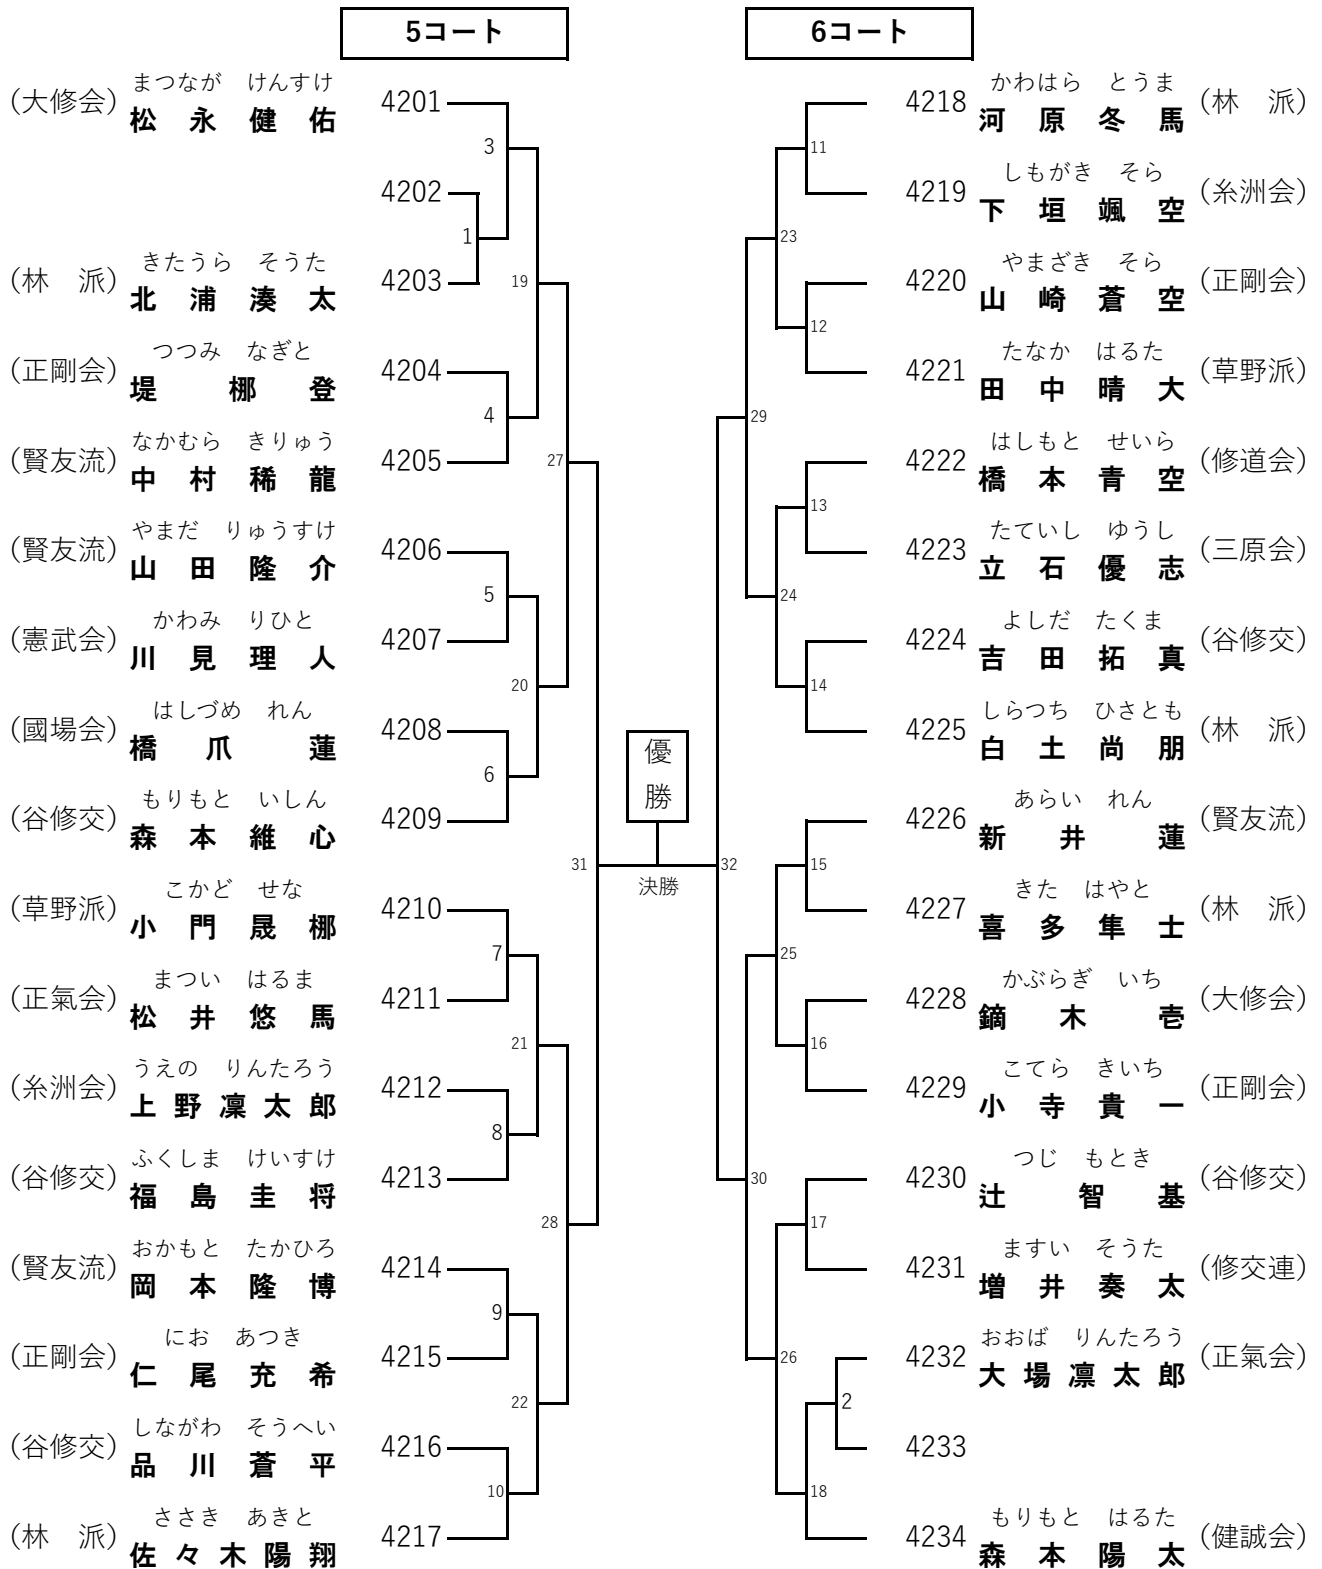 5コート
(大修会) まつなが けんすけ 4201
松永健佑
3
4202
1
(林 派) きたうら そうた 4203
北浦湊太
19
(正剛会) つつみ なぎと 4204
堤 梛登
4
(賢友流) なかむら きりゅう 4205
中村稀龍
27
(賢友流) やまだ りゅうすけ 4206
山田隆介
5
(憲武会) かわみ りひと 4207
川見理人
20
(國場会) はしづめ れん 4208
橋爪 蓮
6
(谷修交) もりもと いしん 4209
森本維心
31
(草野派) こかど せな 4210
小門晟梛
7
(正氣会) まつい はるま 4211
松井悠馬
21
(糸洲会) うえの りんたろう 4212
上野凜太郎
8
(谷修交) ふくしま けいすけ 4213
福島圭将
28
(賢友流) おかもと たかひろ 4214
岡本隆博
9
(正剛会) にお あつき 4215
仁尾充希
22
(谷修交) しながわ そうへい 4216
品川蒼平
10
(林 派) ささき あきと 4217
佐々木陽翔
優
勝
決勝
6コート
4218 かわはら とうま (林 派)
河原冬馬
11
4219 しもがき そら (糸洲会)
下垣颯空
23
4220 やまざき そら (正剛会)
山崎蒼空
12
4221 たなか はるた (草野派)
田中晴大
29
4222 はしもと せいら (修道会)
橋本青空
13
4223 たていし ゆうし (三原会)
立石優志
24
4224 よしだ たくま (谷修交)
吉田拓真
14
4225 しらつち ひさとも (林 派)
白土尚朋
4226 あらい れん (賢友流)
新井 蓮
32
15
4227 きた はやと (林 派)
喜多隼士
25
4228 かぶらぎ いち (大修会)
鏑木 壱
16
4229 こてら きいち (正剛会)
小寺貴一
30
4230 つじ もとき (谷修交)
辻 智基
17
4231 ますい そうた (修交連)
増井奏太
26
4232 おおば りんたろう (正氣会)
大場凛太郎
2
4233
18
4234 もりもと はるた (健誠会)
森本陽太